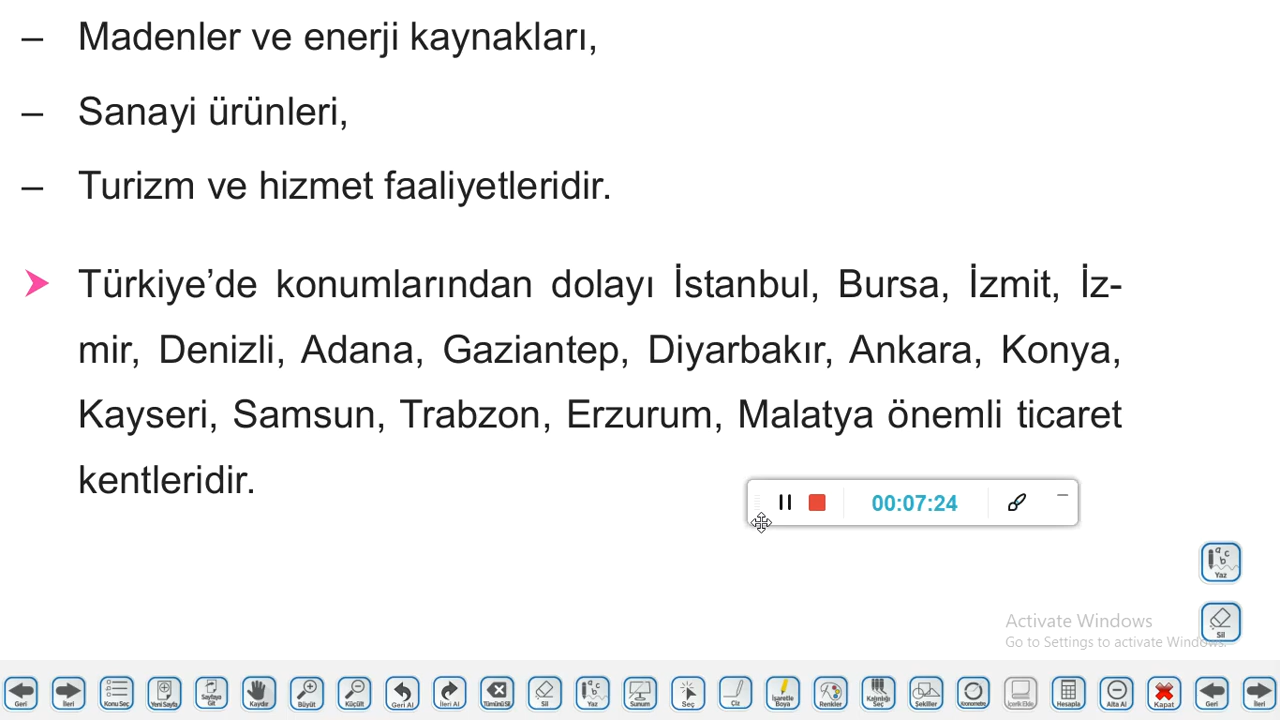 – Madenler ve enerji kaynakları,
– Sanayi ürünleri,
– Turizm ve hizmet faaliyetleridir.
➤ Türkiye’de konumlarından dolayı İstanbul, Bursa, İzmit, İz-
mir, Denizli, Adana, Gaziantep, Diyarbakır, Ankara, Konya,
Kayseri, Samsun, Trabzon, Erzurum, Malatya önemli ticaret
kentleridir.
00:07:24
a b c
Yaz
Activate Windows
Sil
Go to Settings to activate Windows.
Geri İleri Konu Seç Yeni Sayfa Sayfaya Git Kaydır Büyüt Küçült Geri Al İleri Al Tümünü Sil Sil Yaz Sunum Seç Çiz İşaretle Boya Renkler Kalınlığı Seç Şekiller Kronometre İçerik Ekle Hesapla Alta Al Kapat Geri İleri